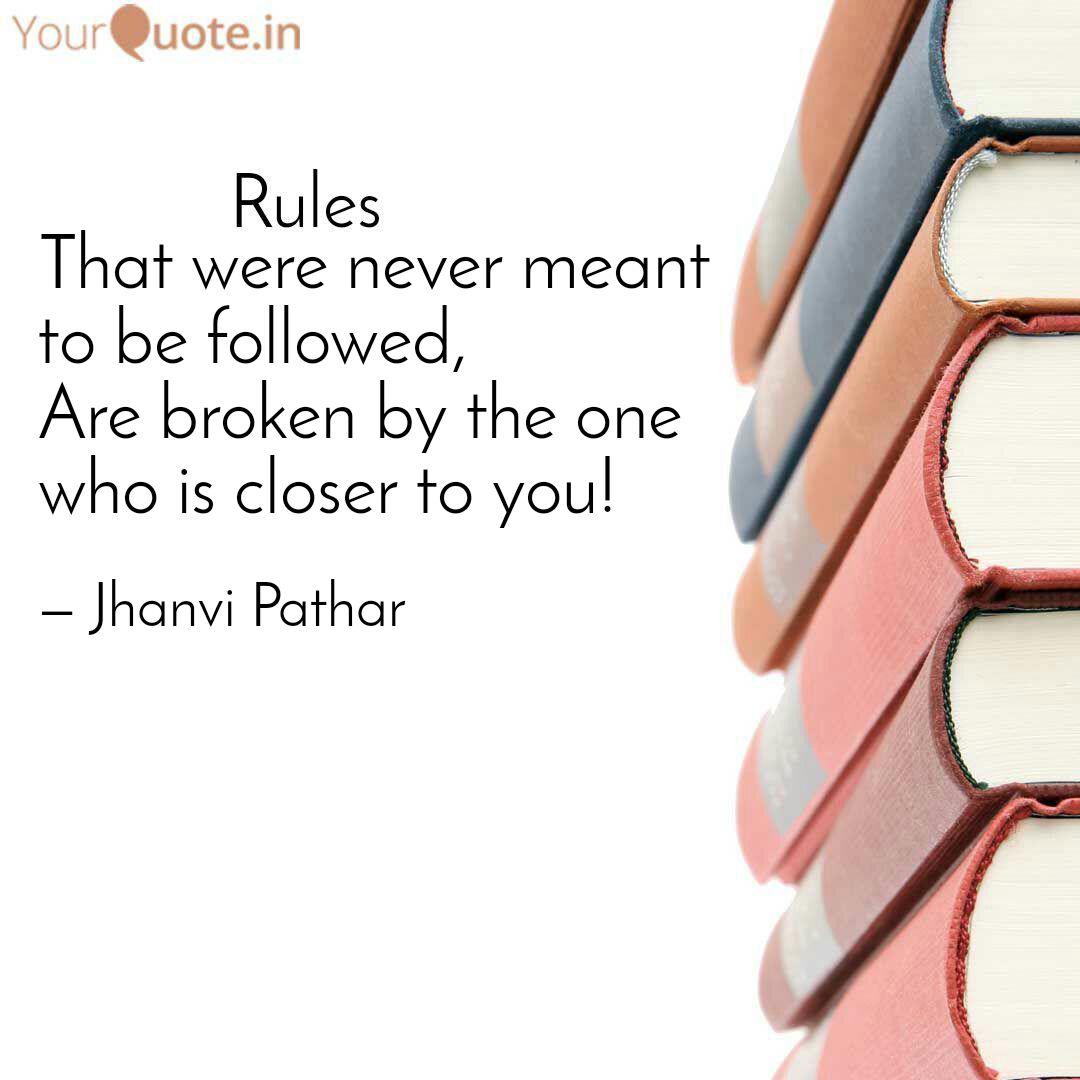 YourQuote.in
Rules
That were never meant
to be followed,
Are broken by the one
who is closer to you!
– Jhanvi Pathar